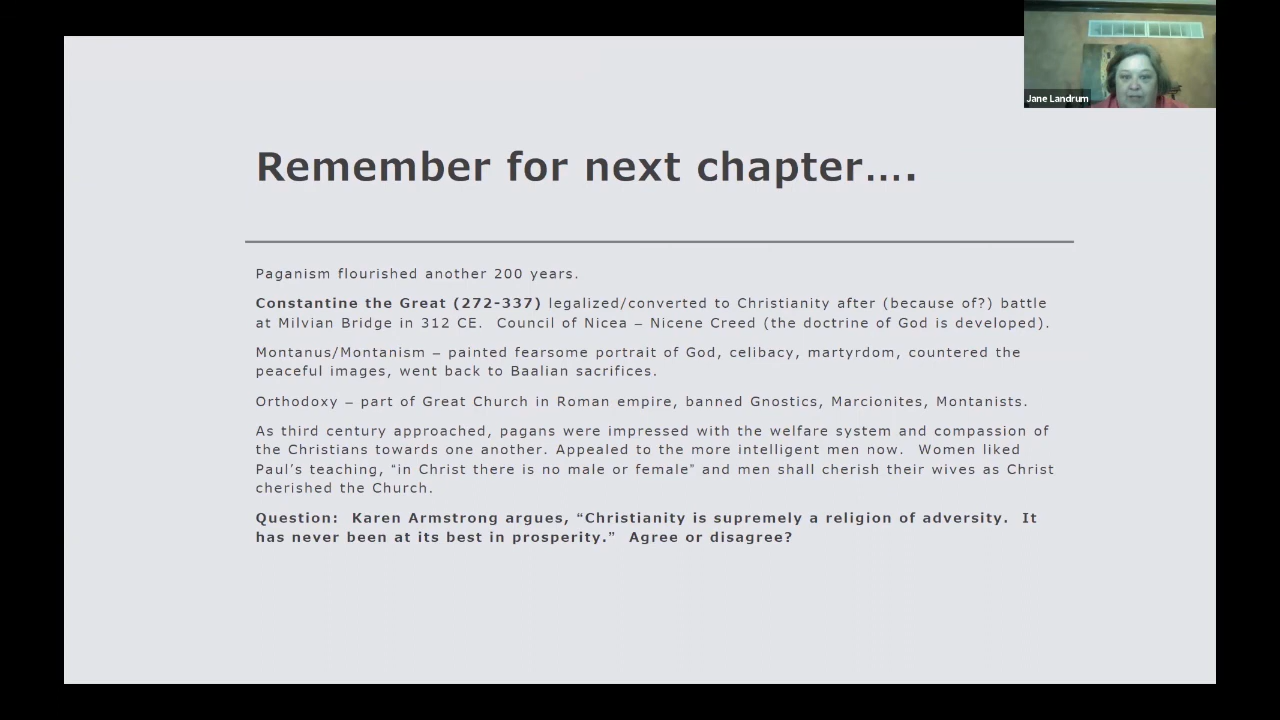 Jane Landrum
Remember for next chapter....
Paganism flourished another 200 years.
Constantine the Great (272-337) legalized/converted to Christianity after (because of?) battle
at Milvian Bridge in 312 CE.  Council of Nicea – Nicene Creed (the doctrine of God is developed).
Montanus/Montanism – painted fearsome portrait of God, celibacy, martyrdom, countered the
peaceful images, went back to Baalian sacrifices.
Orthodoxy – part of Great Church in Roman empire, banned Gnostics, Marcionites, Montanists.
As third century approached, pagans were impressed with the welfare system and compassion of
the Christians towards one another. Appealed to the more intelligent men now.  Women liked
Paul's teaching, "in Christ there is no male or female" and men shall cherish their wives as Christ
cherished the Church.
Question:  Karen Armstrong argues, "Christianity is supremely a religion of adversity.  It
has never been at its best in prosperity."  Agree or disagree?